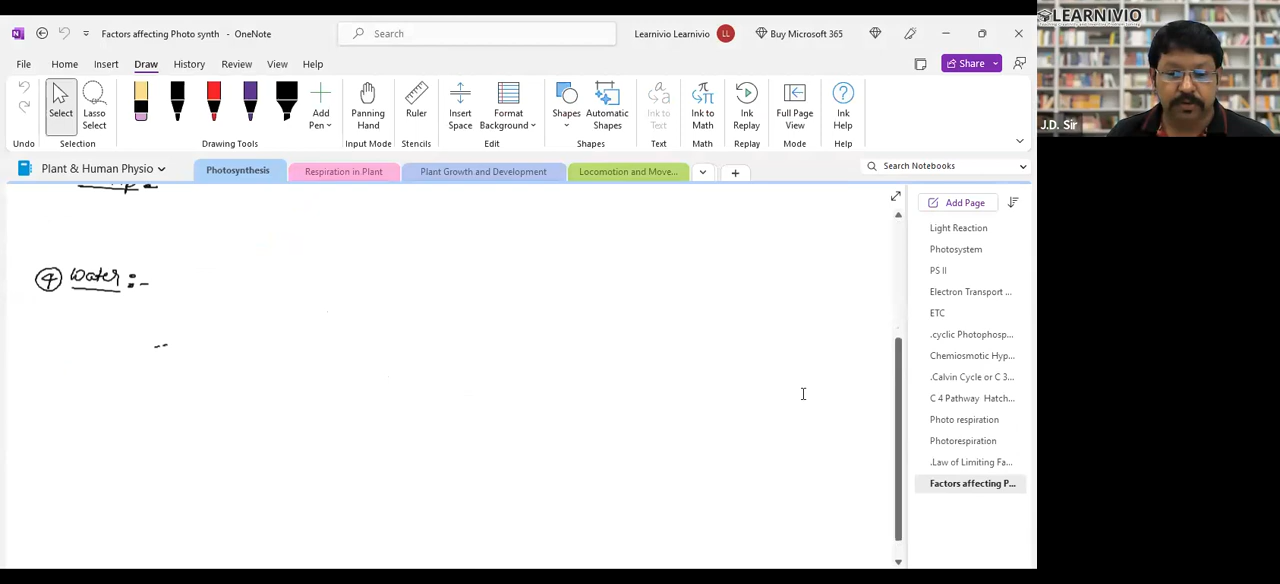 Factors affecting Photo synth - OneNote
Search
Learnivio Learnivio
LL
Buy Microsoft 365
File
Home
Insert
Draw
History
Review
View
Help
Share
Undo
Select
Lasso Select
Selection
Add Pen
Drawing Tools
Panning Hand
Input Mode
Ruler
Stencils
Insert Space
Format Background
Edit
Shapes
Automatic Shapes
Shapes
Ink to Text
Text
Ink to Math
Math
Ink Replay
Replay
Full Page View
Mode
Ink Help
Help
Plant & Human Physio
Photosynthesis
Respiration in Plant
Plant Growth and Development
Locomotion and Move...
Search Notebooks
Add Page
Light Reaction
Photosystem
PS II
Electron Transport ...
ETC
.cyclic Photophosp...
Chemiosmotic Hyp...
.Calvin Cycle or C 3...
C 4 Pathway Hatch...
Photo respiration
Photorespiration
.Law of Limiting Fa...
Factors affecting P...
④ Water :-
LEARNIVIO
J.D. Sir